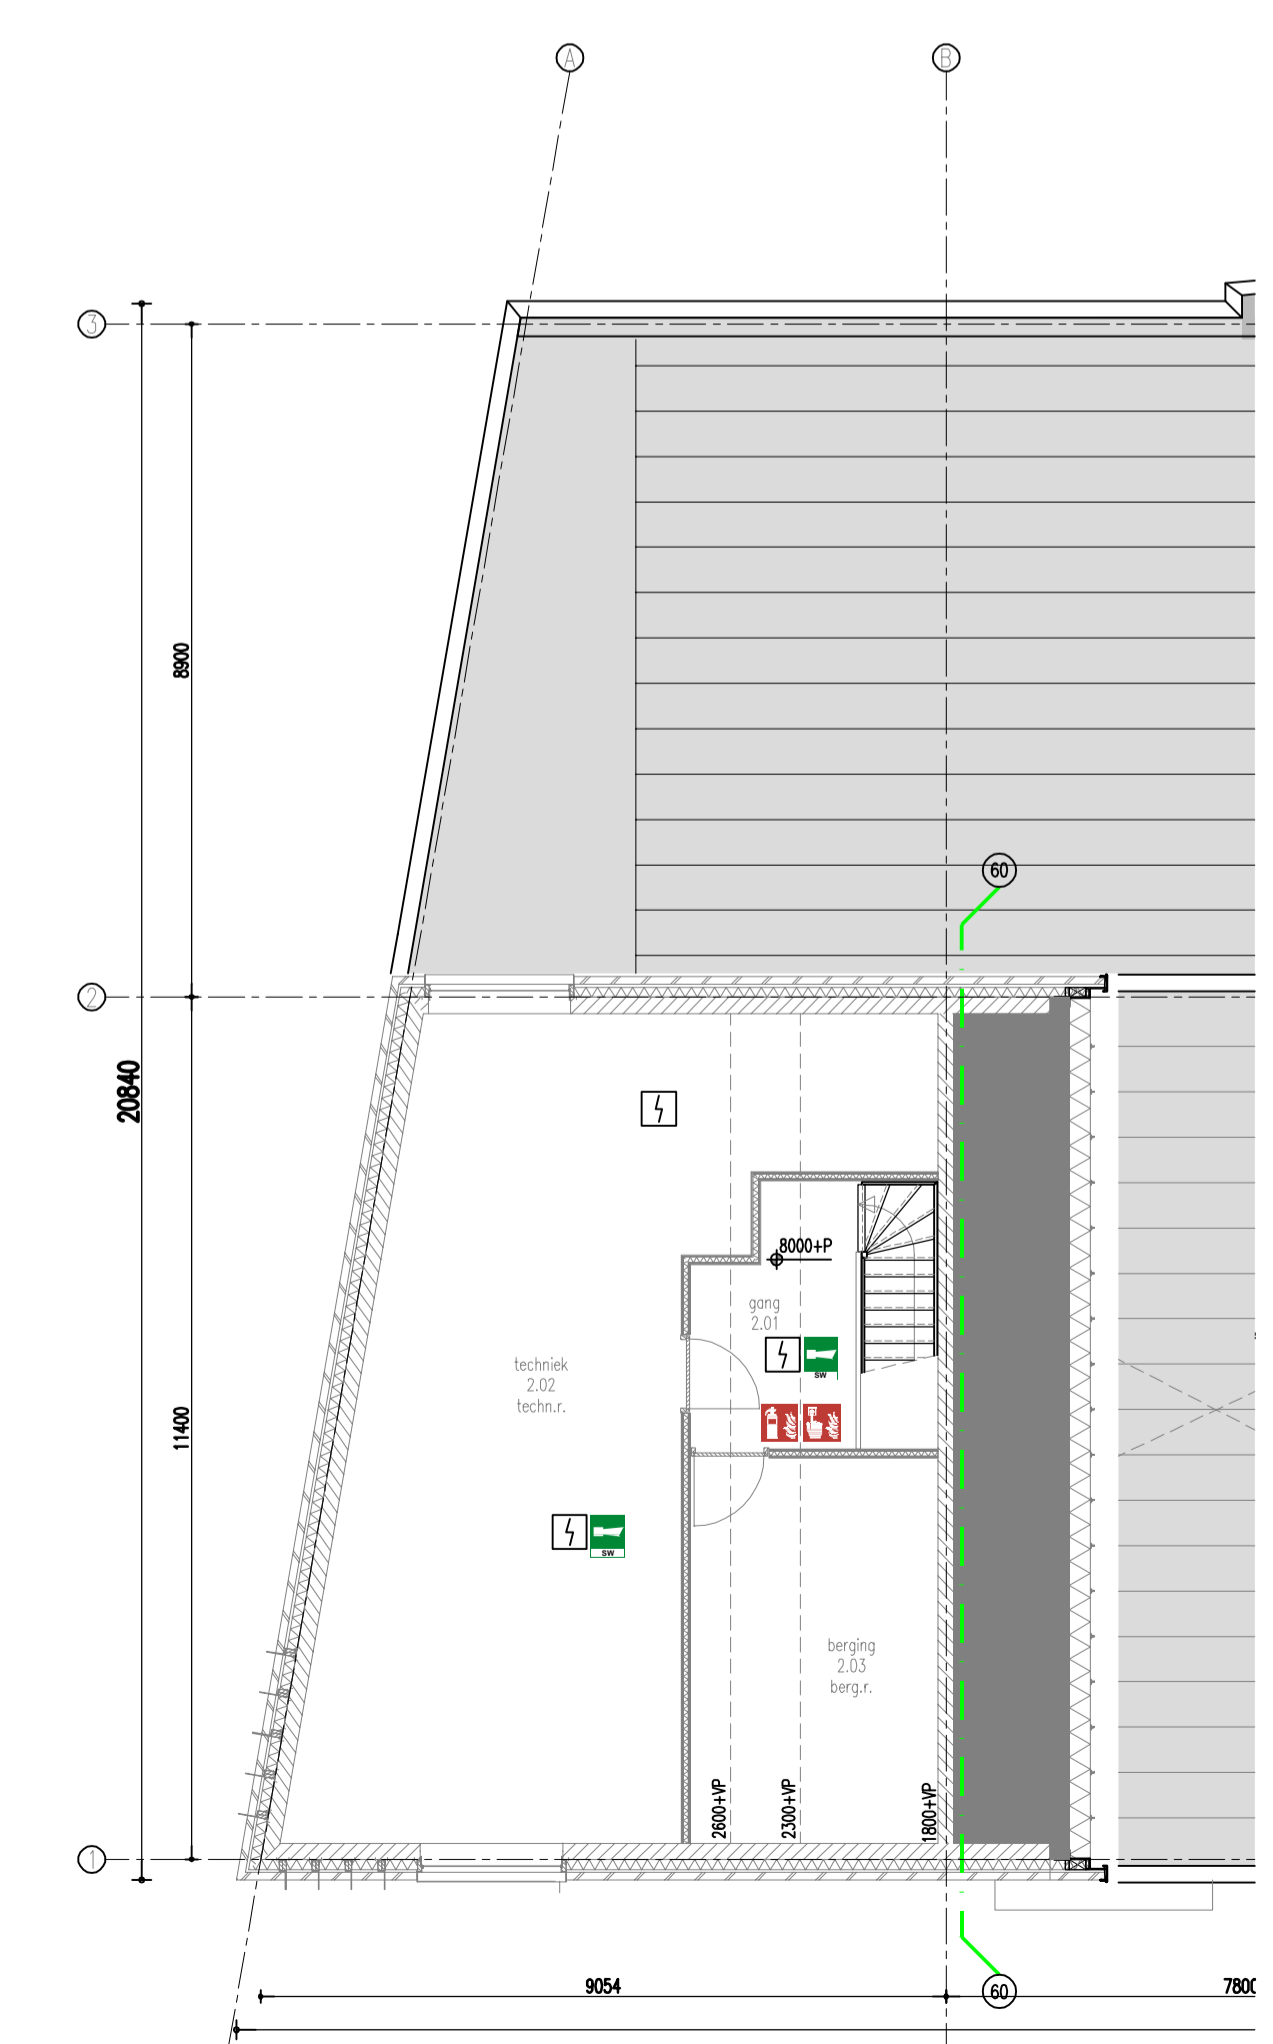 A
B
3
8900
60
2
20840
8000+P
gang
2.01
SW
techniek
2.02
techn.r.
11400
SW
berging
2.03
berg.r.
2600+VP
2300+VP
1800+VP
1
9054
60